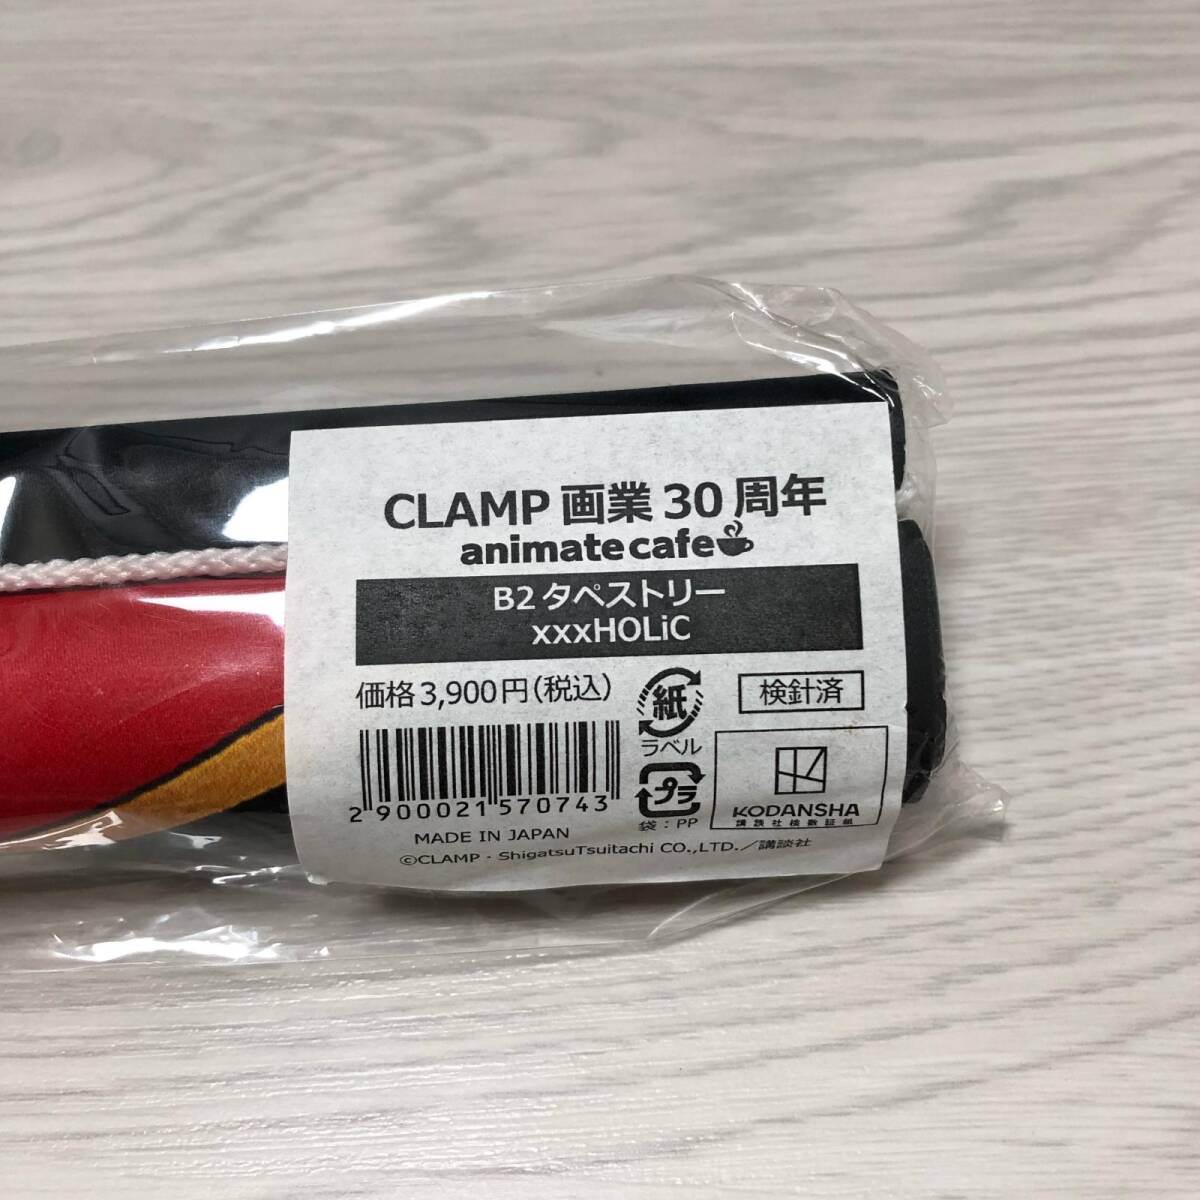 CLAMP 画業 30 周年
animatecafe
B2 タペストリー
xxxHOLiC
価格 3,900円(税込)
紙
ラベル
検針済
プラ
袋:PP
KODANSHA
講談社検数証紙
2 900021 570743
MADE IN JAPAN
©CLAMP・ShigatsuTsuitachi CO.,LTD./講談社